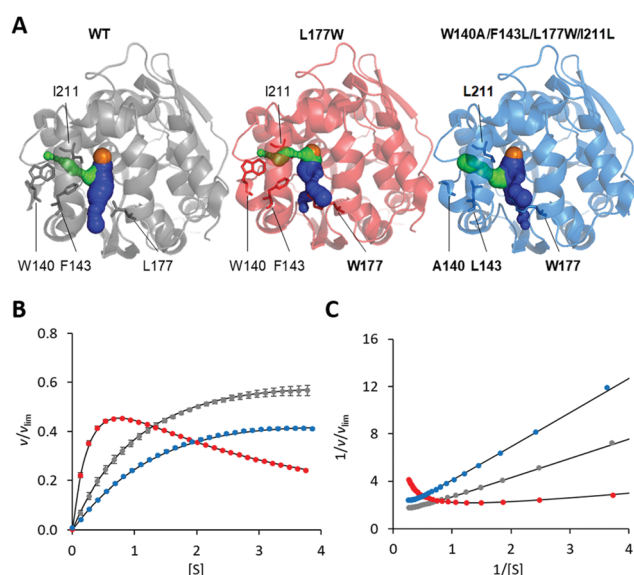 A
WT
L177W
W140A/F143L/L177W/I211L
I211
I211
L211
W140 F143 L177
W140 F143 W177
A140 L143 W177
B
C
v/vlim
0.8
0.6
0.4
0.2
0.0
0 1 2 3 4
[S]
1/v/vlim
16
12
8
4
0
0 1 2 3 4
1/[S]